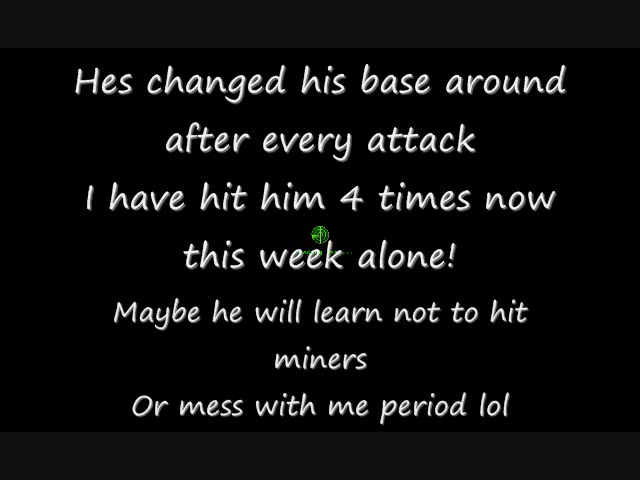 Hes changed his base around
after every attack
I have hit him 4 times now
this week alone!
Maybe he will learn not to hit
miners
Or mess with me period lol